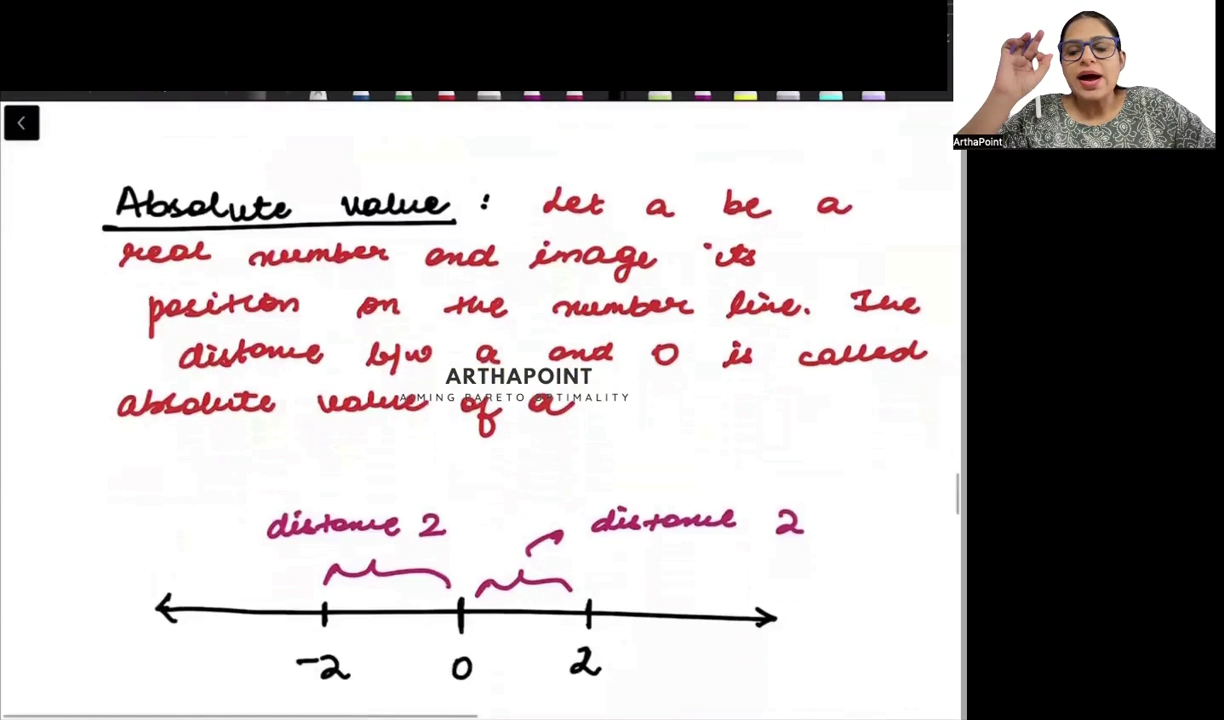 Absolute value : Let a be a
real number and image its
position on the number line. The
distance b/w a and 0 is called
absolute value of a
ARTHAPOINT
AIMING PARETO OPTIMALITY
distance 2
distance 2
-2 0 2
ArthaPoint